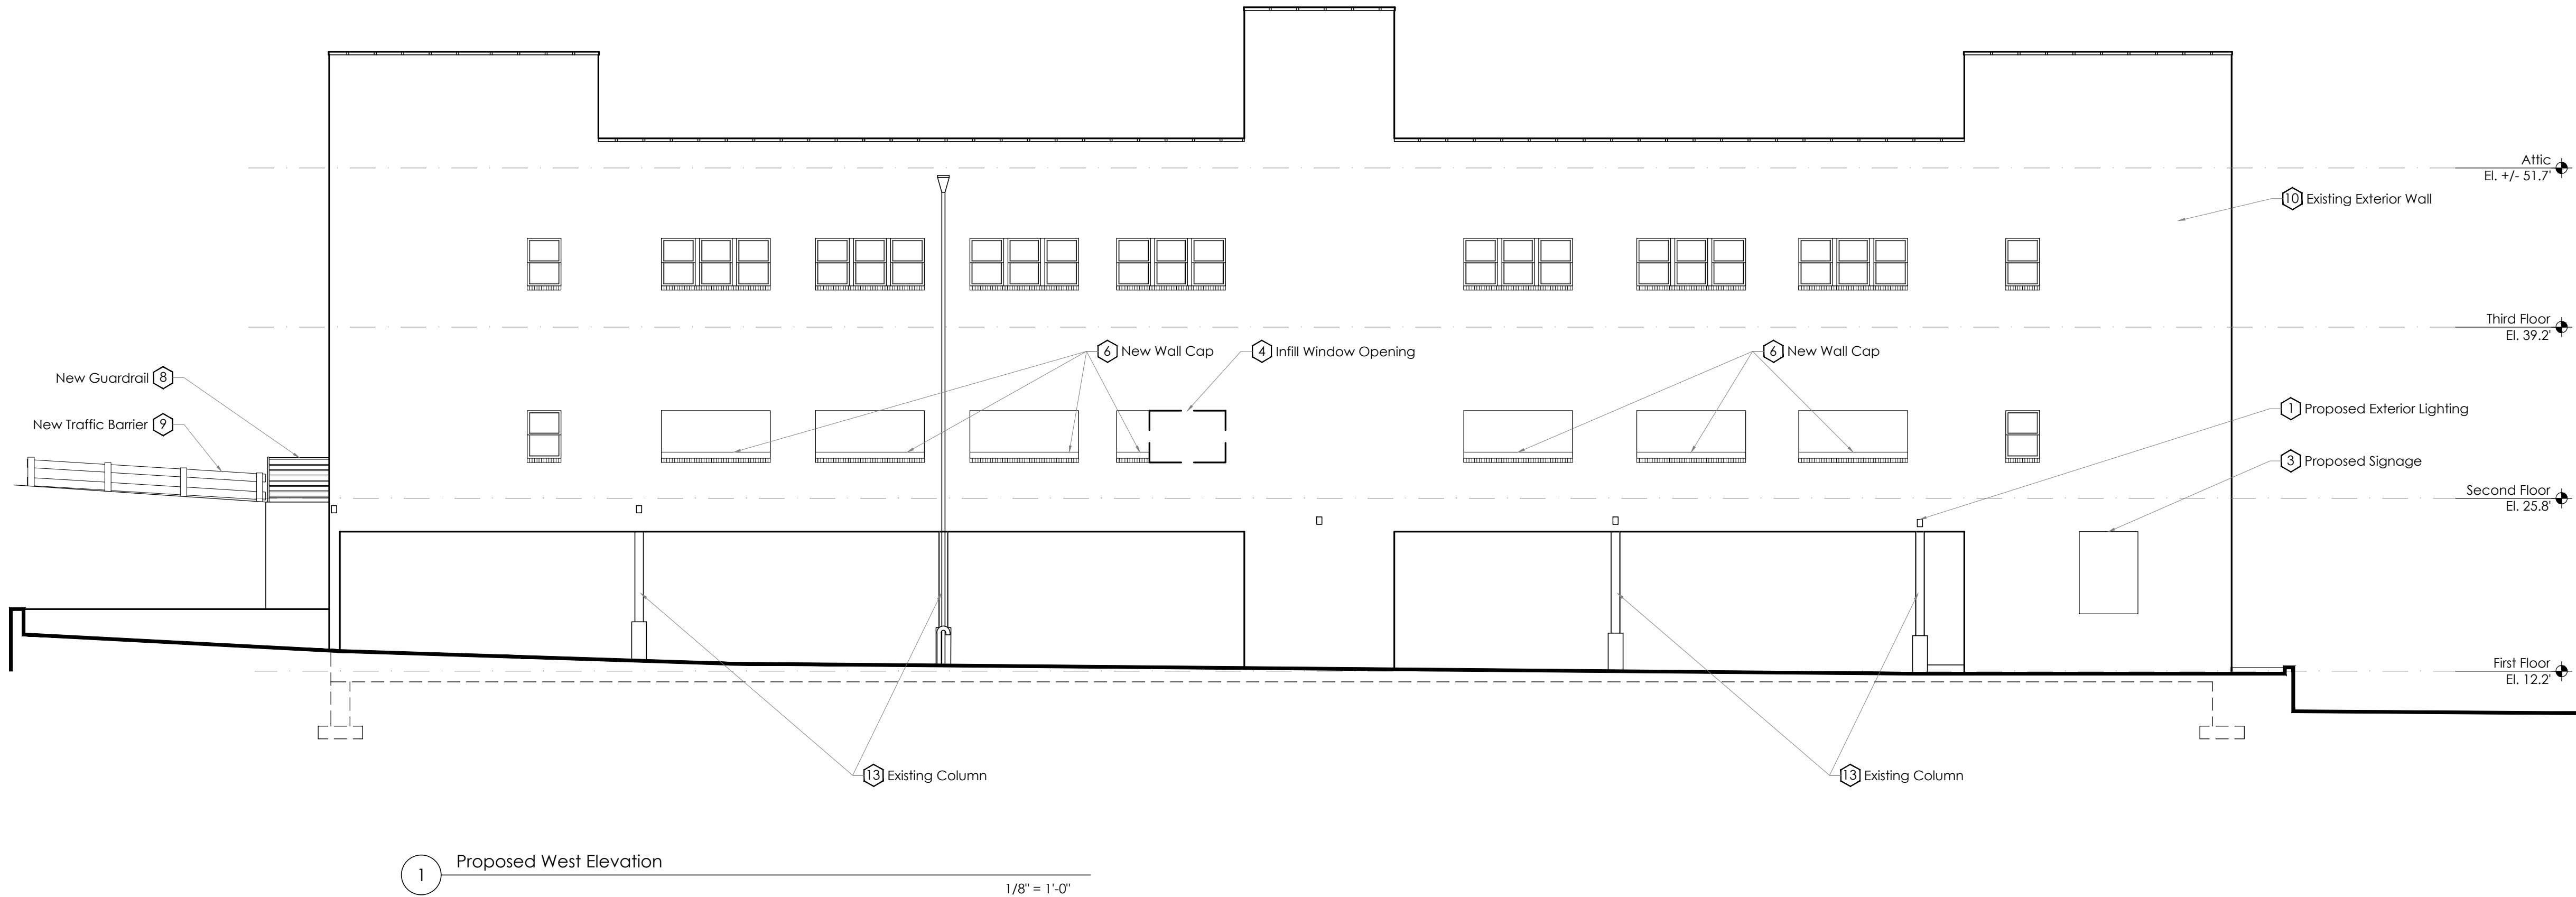 Attic
El. +/- 51.7'
10 Existing Exterior Wall
Third Floor
El. 39.2'
6 New Wall Cap
4 Infill Window Opening
6 New Wall Cap
New Guardrail 8
1 Proposed Exterior Lighting
New Traffic Barrier 9
3 Proposed Signage
Second Floor
El. 25.8'
First Floor
El. 12.2'
13 Existing Column
13 Existing Column
1 Proposed West Elevation
1/8" = 1'-0"